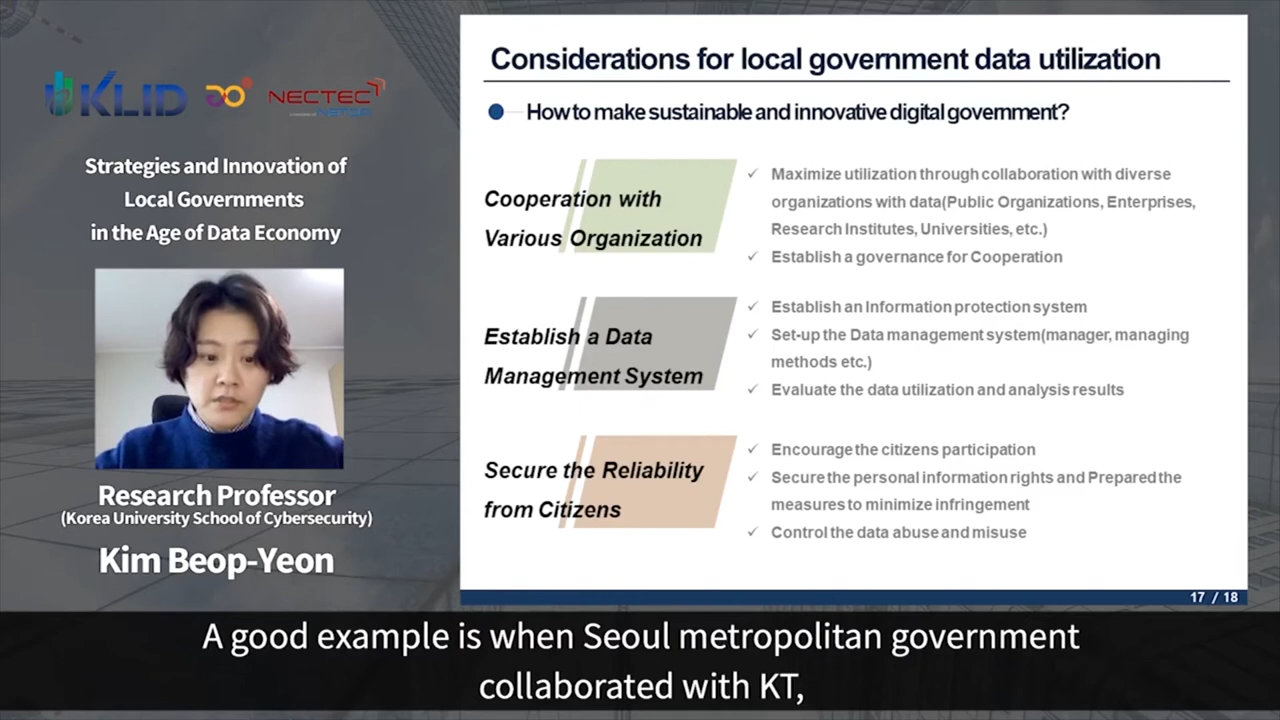 KLID
NECTEC
Strategies and Innovation of
Local Governments
in the Age of Data Economy
Research Professor
(Korea University School of Cybersecurity)
Kim Beop-Yeon
Considerations for local government data utilization
How to make sustainable and innovative digital government?
Cooperation with
Various Organization
✓ Maximize utilization through collaboration with diverse
organizations with data(Public Organizations, Enterprises,
Research Institutes, Universities, etc.)
✓ Establish a governance for Cooperation
Establish a Data
Management System
✓ Establish an Information protection system
✓ Set-up the Data management system(manager, managing
methods etc.)
✓ Evaluate the data utilization and analysis results
Secure the Reliability
from Citizens
✓ Encourage the citizens participation
✓ Secure the personal information rights and Prepared the
measures to minimize infringement
✓ Control the data abuse and misuse
17 / 18
A good example is when Seoul metropolitan government
collaborated with KT,